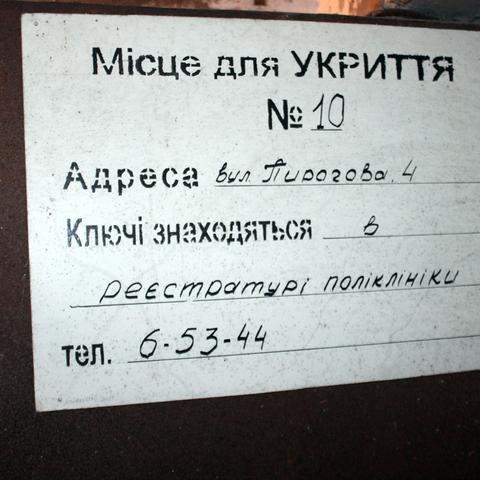 Місце для УКРИТТЯ
№ 10
Адреса вул. Пирогова, 4
Ключі знаходяться в
реєстратурі поліклініки
тел. 6-53-44